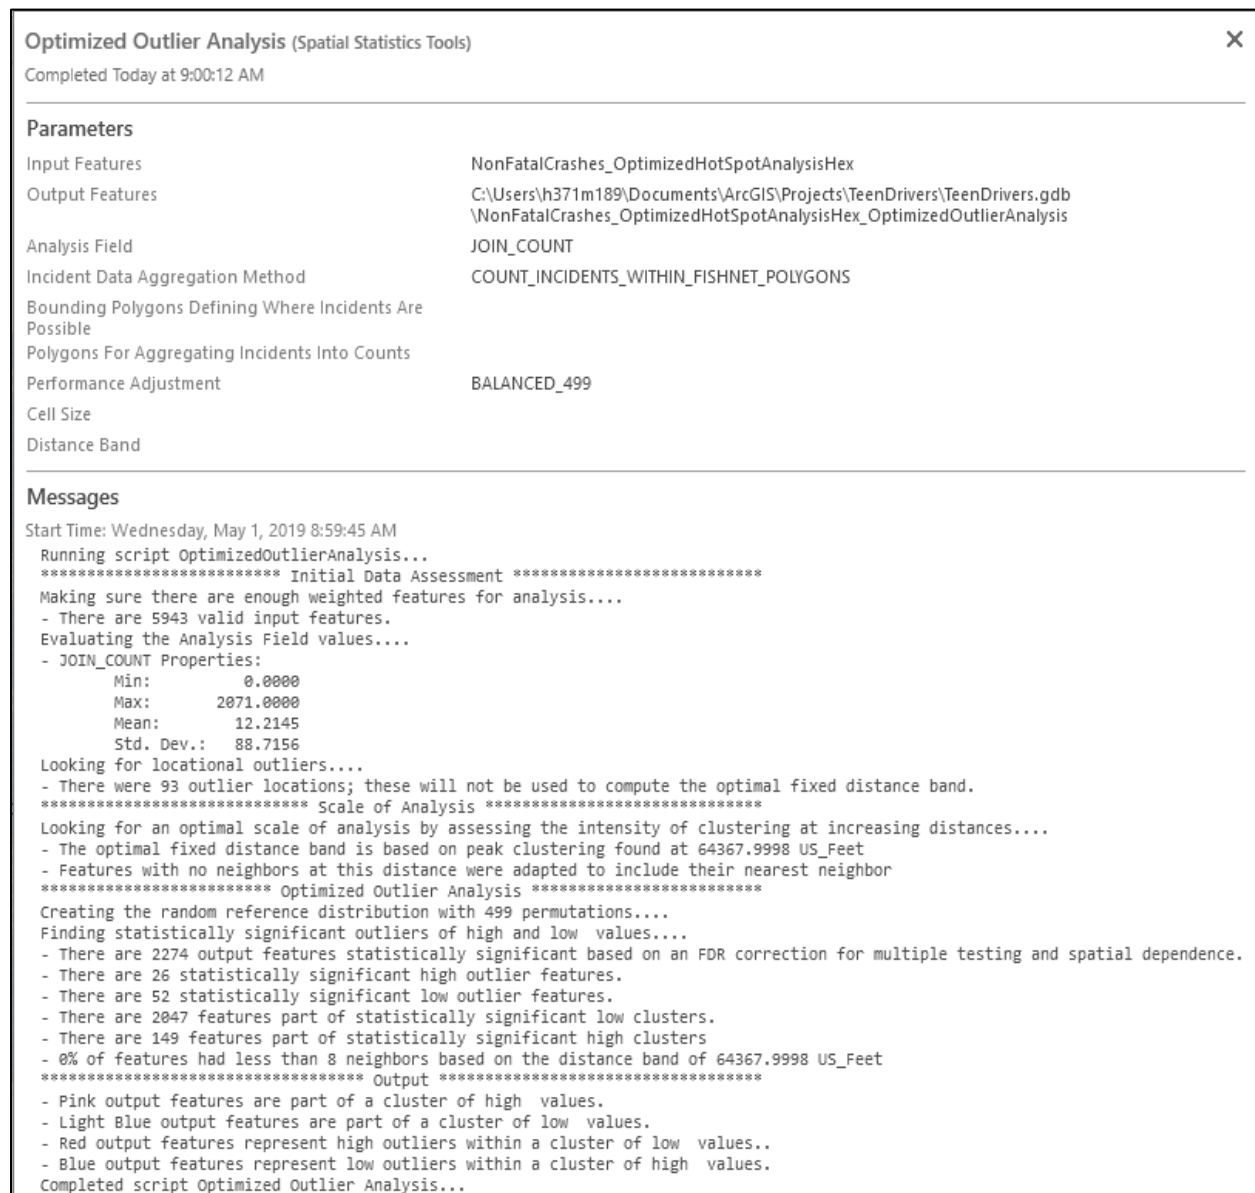 Optimized Outlier Analysis (Spatial Statistics Tools)
Completed Today at 9:00:12 AM
Parameters
Input Features NonFatalCrashes_OptimizedHotSpotAnalysisHex
Output Features C:\Users\h371m189\Documents\ArcGIS\Projects\TeenDrivers\TeenDrivers.gdb
\NonFatalCrashes_OptimizedHotSpotAnalysisHex_OptimizedOutlierAnalysis
Analysis Field JOIN_COUNT
Incident Data Aggregation Method COUNT_INCIDENTS_WITHIN_FISHNET_POLYGONS
Bounding Polygons Defining Where Incidents Are
Possible
Polygons For Aggregating Incidents Into Counts
Performance Adjustment BALANCED_499
Cell Size
Distance Band
Messages
Start Time: Wednesday, May 1, 2019 8:59:45 AM
Running script OptimizedOutlierAnalysis...
************************** Initial Data Assessment ***************************
Making sure there are enough weighted features for analysis....
- There are 5943 valid input features.
Evaluating the Analysis Field values....
- JOIN_COUNT Properties:
Min: 0.0000
Max: 2071.0000
Mean: 12.2145
Std. Dev.: 88.7156
Looking for locational outliers....
- There were 93 outlier locations; these will not be used to compute the optimal fixed distance band.
***************************** Scale of Analysis ******************************
Looking for an optimal scale of analysis by assessing the intensity of clustering at increasing distances....
- The optimal fixed distance band is based on peak clustering found at 64367.9998 US_Feet
- Features with no neighbors at this distance were adapted to include their nearest neighbor
************************* Optimized Outlier Analysis *************************
Creating the random reference distribution with 499 permutations....
Finding statistically significant outliers of high and low  values....
- There are 2274 output features statistically significant based on an FDR correction for multiple testing and spatial dependence.
- There are 26 statistically significant high outlier features.
- There are 52 statistically significant low outlier features.
- There are 2047 features part of statistically significant low clusters.
- There are 149 features part of statistically significant high clusters
- 0% of features had less than 8 neighbors based on the distance band of 64367.9998 US_Feet
*********************************** Output ***********************************
- Pink output features are part of a cluster of high  values.
- Light Blue output features are part of a cluster of low  values.
- Red output features represent high outliers within a cluster of low  values..
- Blue output features represent low outliers within a cluster of high  values.
Completed script Optimized Outlier Analysis...